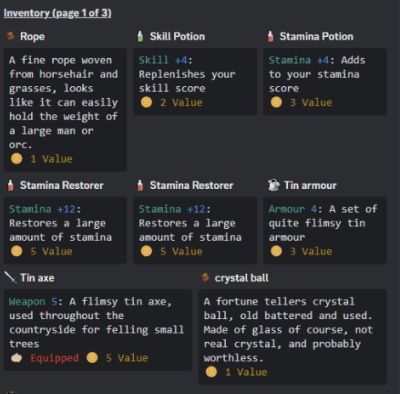 Inventory (page 1 of 3)
Rope
A fine rope woven
from horsehair and
grasses, looks
like it can easily
hold the weight of
a large man or
orc.
1 Value
Skill Potion
Skill +4:
Replenishes your
skill score
2 Value
Stamina Potion
Stamina +4: Adds
to your stamina
score
3 Value
Stamina Restorer
Stamina +12:
Restores a large
amount of stamina
5 Value
Stamina Restorer
Stamina +12:
Restores a large
amount of stamina
5 Value
Tin armour
Armour 4: A set of
quite flimsy tin
armour
3 Value
Tin axe
Weapon 5: A flimsy tin axe,
used throughout the
countryside for felling small
trees
Equipped 5 Value
crystal ball
A fortune tellers crystal
ball, old battered and used.
Made of glass of course, not
real crystal, and probably
worthless.
1 Value